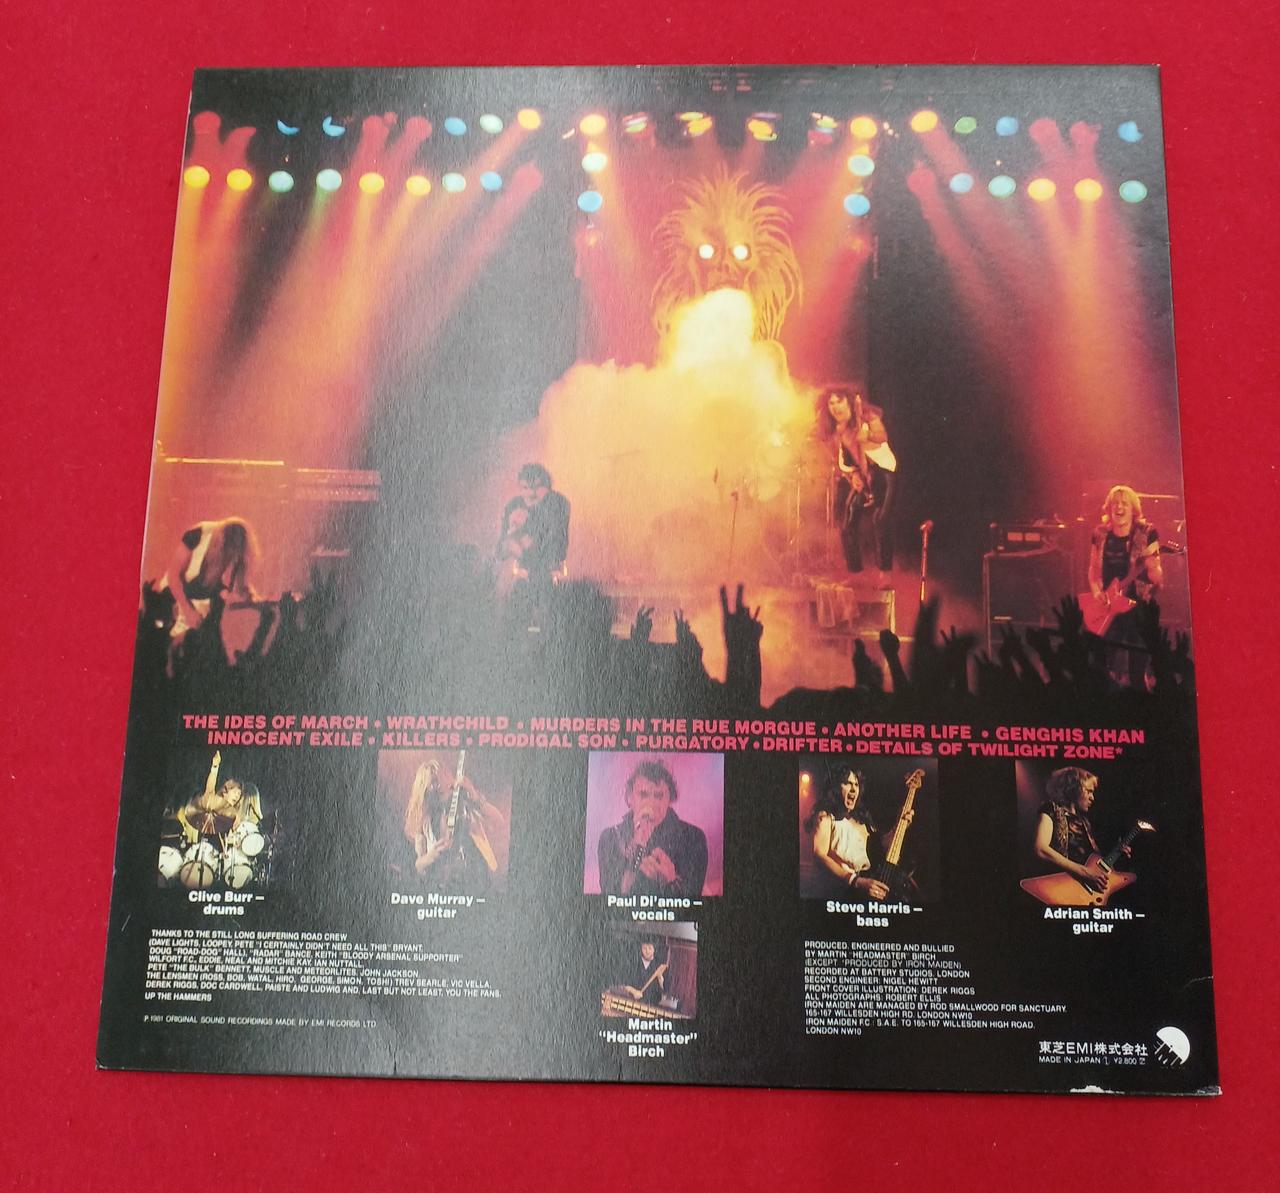 THE IDES OF MARCH • WRATHCHILD • MURDERS IN THE RUE MORGUE • ANOTHER LIFE • GENGHIS KHAN
INNOCENT EXILE • KILLERS • PRODIGAL SON • PURGATORY • DRIFTER • DETAILS OF TWILIGHT ZONE*
Clive Burr –
drums
Dave Murray –
guitar
Paul Di'anno –
vocals
Steve Harris –
bass
Adrian Smith –
guitar
THANKS TO THE STILL LONG SUFFERING ROAD CREW
(DAVE LIGHTS, LOOPEY, PETE "I CERTAINLY DIDN'T NEED ALL THIS" BRYANT,
DOUG "ROAD-DOG" HALL), "RADAR" BANCE, KEITH "BLOODY ARSENAL SUPPORTER"
WILFORT F.C., EDDIE, NEAL AND MITCHIE KAY, IAN NUTTALL,
PETE "THE BULK" BENNETT, MUSCLE AND METEORLITES, JOHN JACKSON,
THE LENSMEN (ROSS, BOB, WATAL, HIRO, GEORGE, SIMON, TOSHI) TREV SEARLE, VIC VELLA,
DEREK RIGGS, DOC CARDWELL, PAISTE AND LUDWIG AND, LAST BUT NOT LEAST, YOU THE FANS.
UP THE HAMMERS
P. 1981 ORIGINAL SOUND RECORDINGS MADE BY EMI RECORDS LTD.
Martin
"Headmaster"
Birch
PRODUCED, ENGINEERED AND BULLIED
BY MARTIN "HEADMASTER" BIRCH
(EXCEPT *PRODUCED BY IRON MAIDEN)
RECORDED AT BATTERY STUDIOS, LONDON
SECOND ENGINEER: NIGEL HEWITT
FRONT COVER ILLUSTRATION: DEREK RIGGS
ALL PHOTOGRAPHS: ROBERT ELLIS
IRON MAIDEN ARE MANAGED BY ROD SMALLWOOD FOR SANCTUARY.
165-167 WILLESDEN HIGH RD. LONDON NW10
IRON MAIDEN F.C.: S.A.E. TO 165-167 WILLESDEN HIGH ROAD.
LONDON NW10
東芝EMI株式会社
MADE IN JAPAN ¥2,800